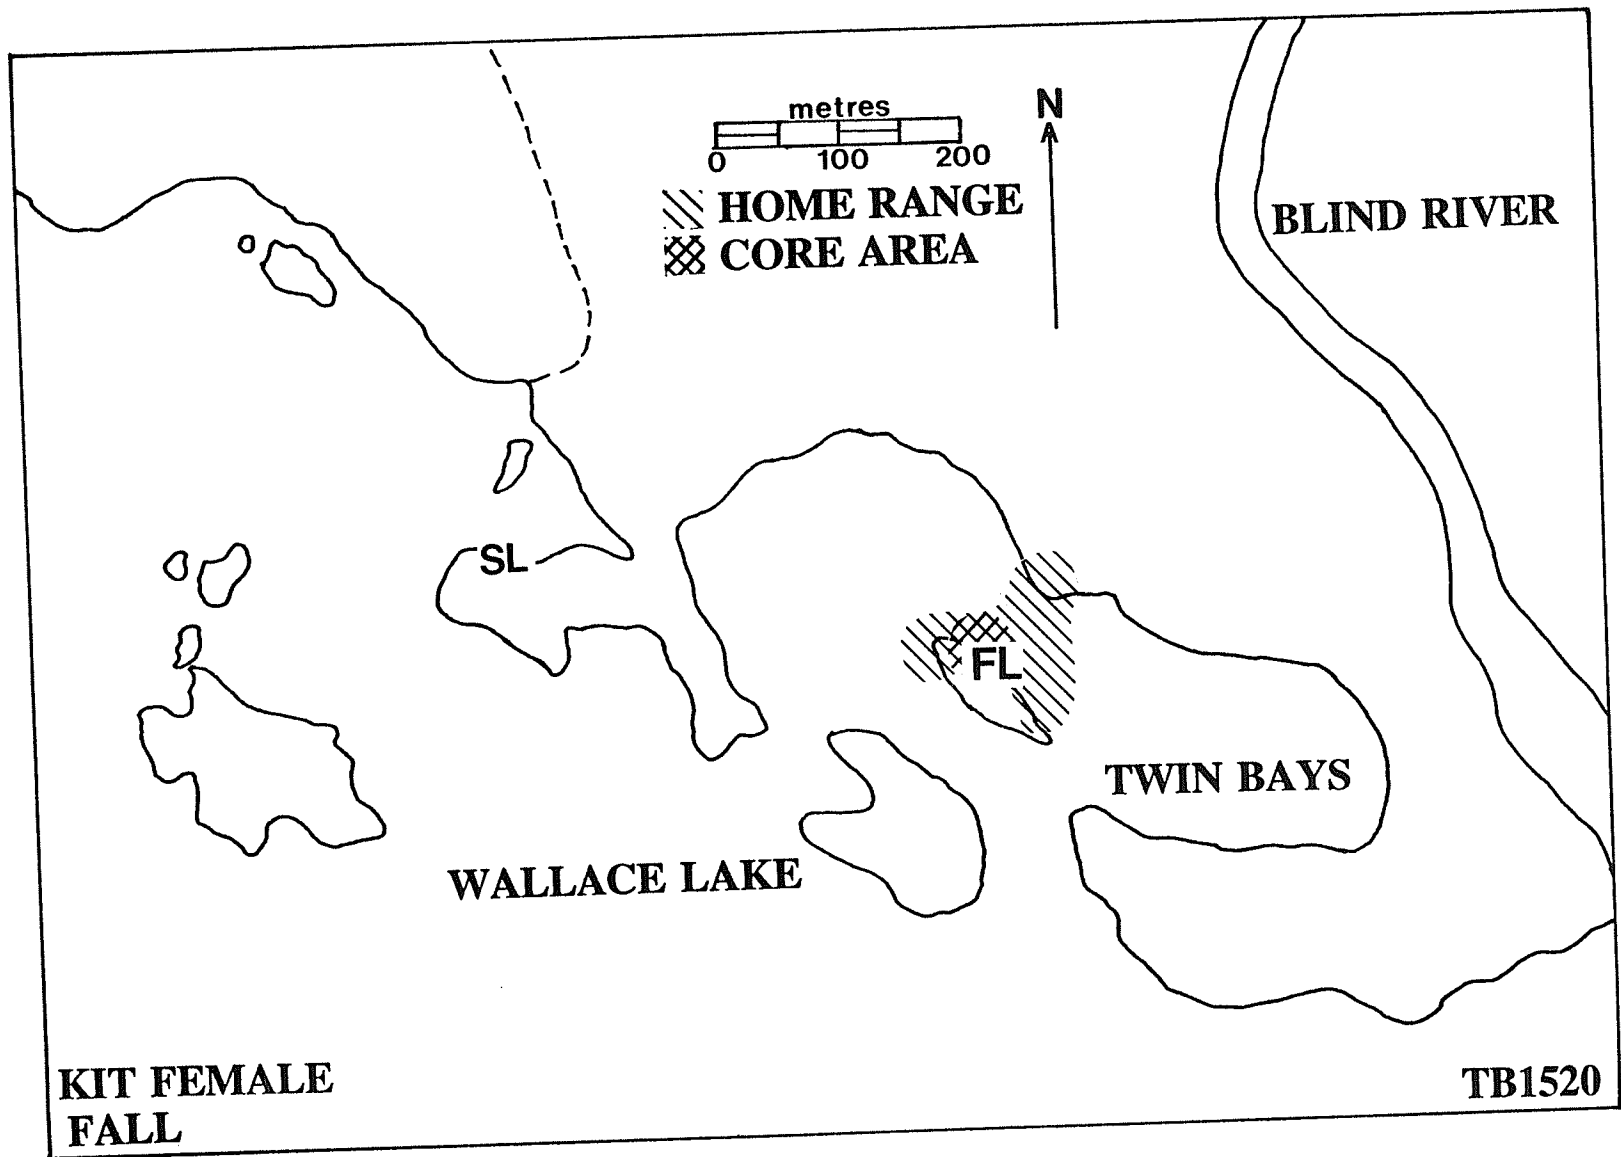 metres
N
0 100 200
HOME RANGE
CORE AREA
BLIND RIVER
SL
FL
TWIN BAYS
WALLACE LAKE
KIT FEMALE
FALL
TB1520